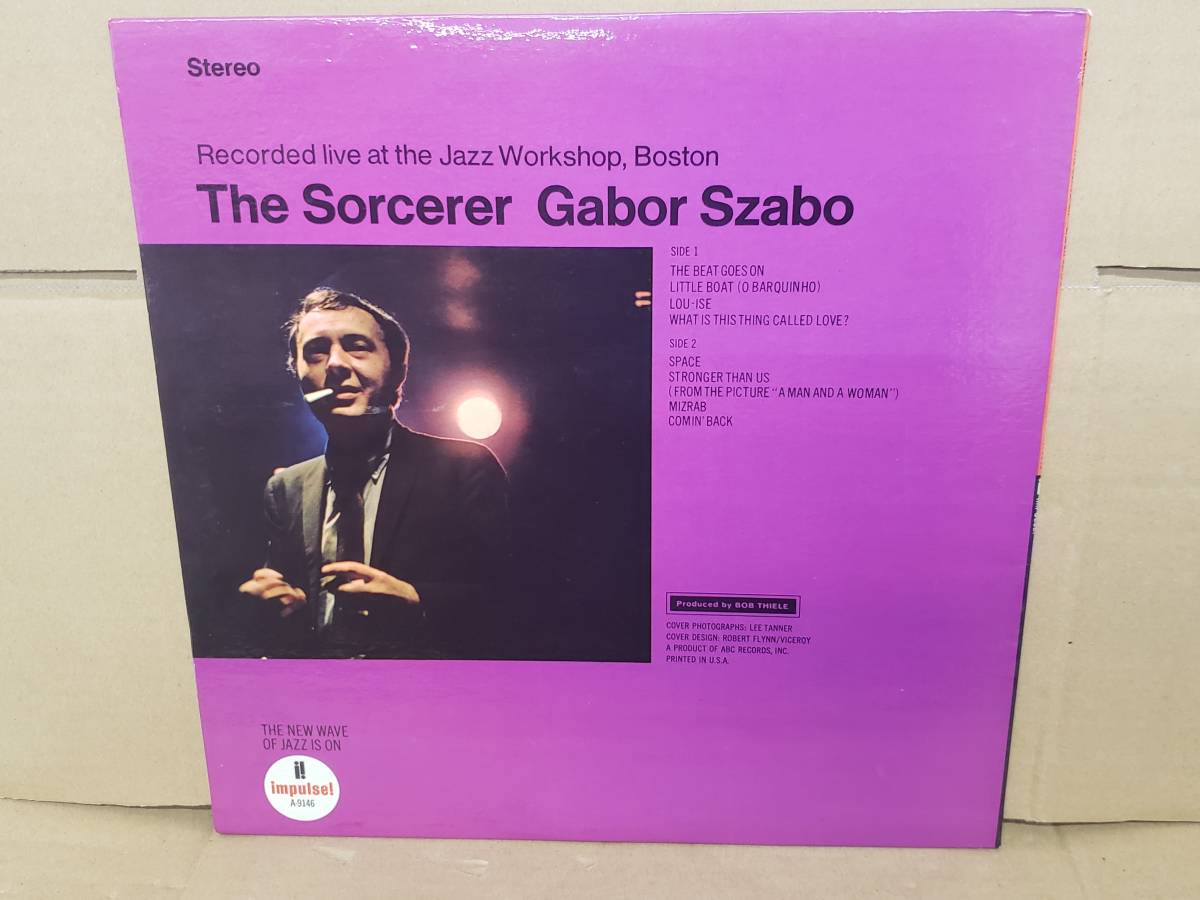 Stereo
Recorded live at the Jazz Workshop, Boston
The Sorcerer Gabor Szabo
SIDE 1
THE BEAT GOES ON
LITTLE BOAT (O BARQUINHO)
LOU-ISE
WHAT IS THIS THING CALLED LOVE?
SIDE 2
SPACE
STRONGER THAN US
(FROM THE PICTURE "A MAN AND A WOMAN")
MIZRAB
COMIN' BACK
Produced by BOB THIELE
COVER PHOTOGRAPHS: LEE TANNER
COVER DESIGN: ROBERT FLYNN/VICEROY
A PRODUCT OF ABC RECORDS, INC.
PRINTED IN U.S.A.
THE NEW WAVE
OF JAZZ IS ON
i!
impulse!
A-9146